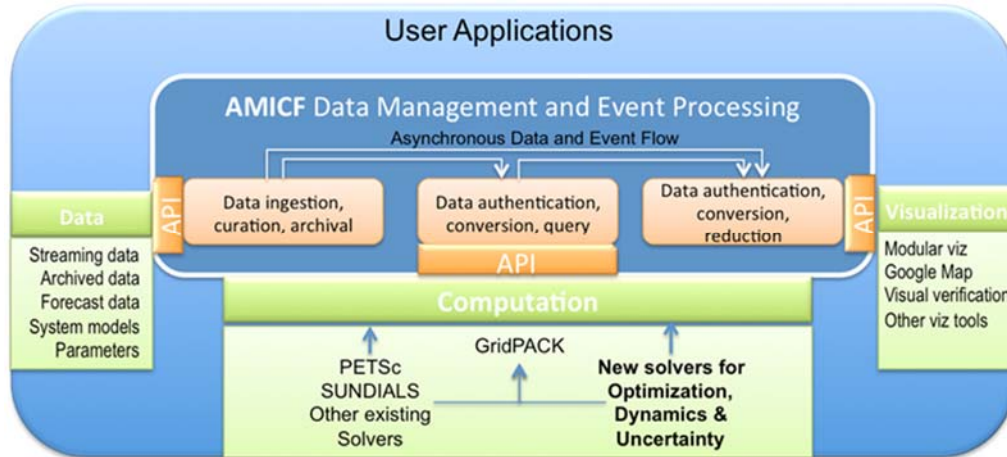 User Applications
AMICF Data Management and Event Processing
Asynchronous Data and Event Flow
API
Data ingestion,
curation, archival
Data authentication,
conversion, query
Data authentication,
conversion,
reduction
API
API
Data
Streaming data
Archived data
Forecast data
System models
Parameters
Computation
PETSc
SUNDIALS
Other existing
Solvers
GridPACK
New solvers for
Optimization,
Dynamics &
Uncertainty
Visualization
Modular viz
Google Map
Visual verification
Other viz tools